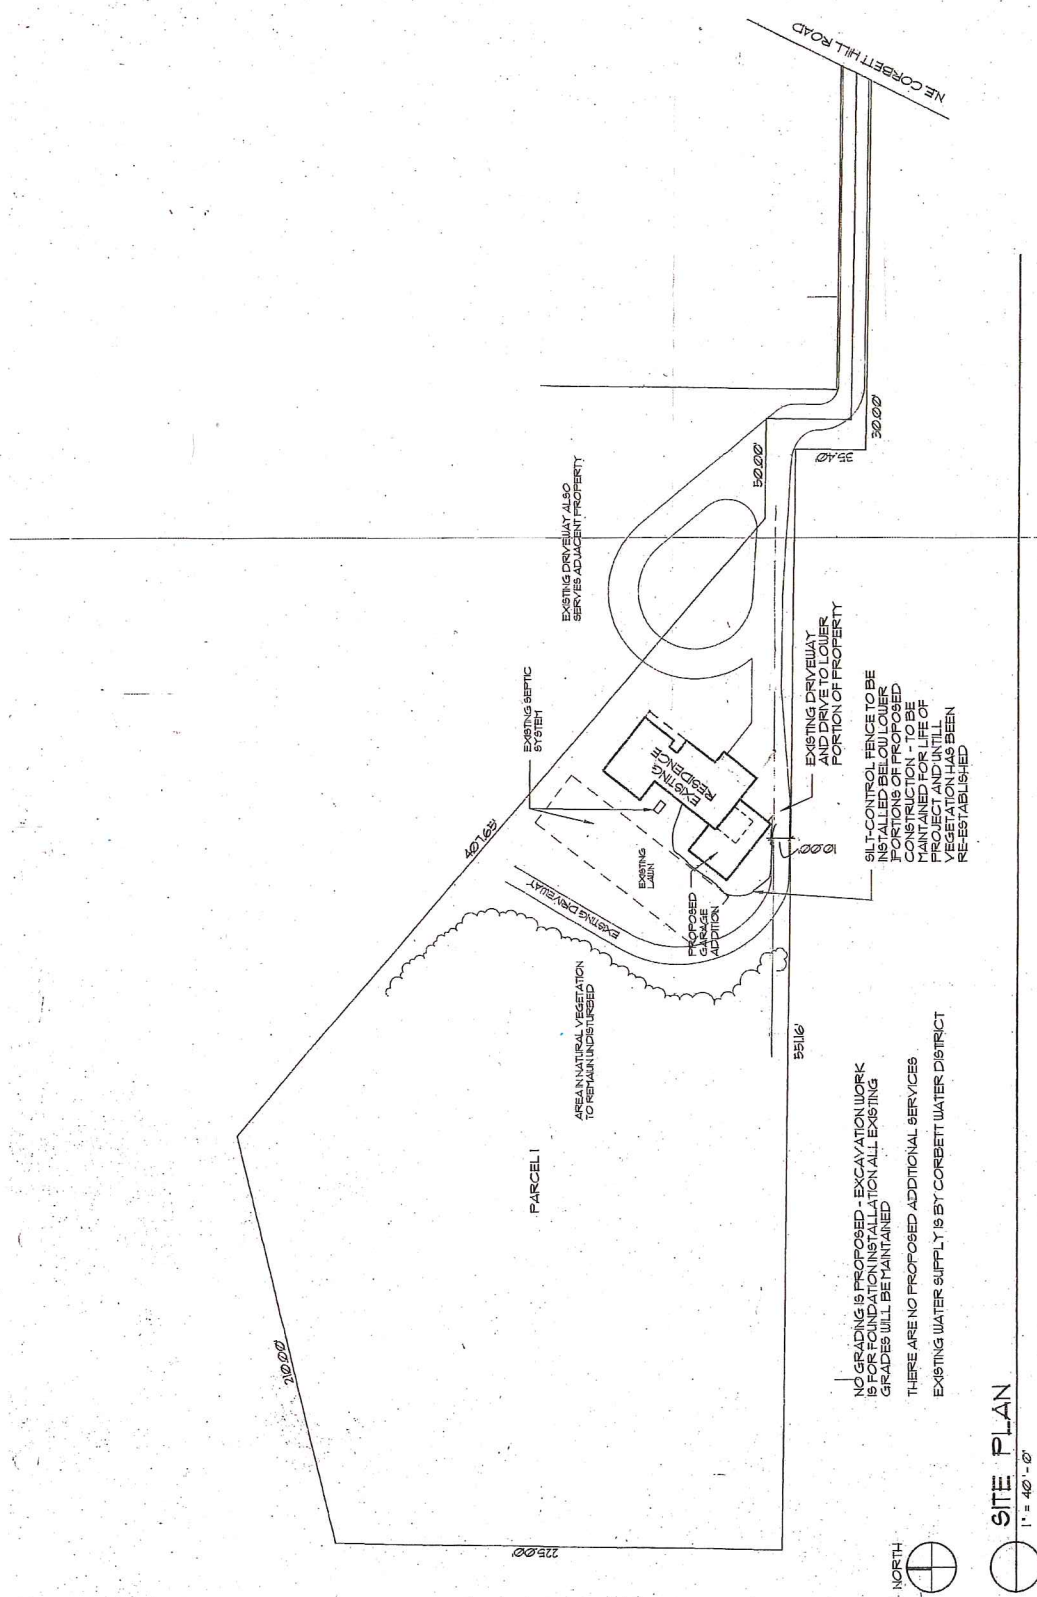 NE CORBETT HILL ROAD
EXISTING DRIVEWAY ALSO
SERVES ADJACENT PROPERTY
50.00'
35.40'
30.00'
EXISTING SEPTIC
SYSTEM
407.65'
EXISTING
RESIDENCE
EXISTING
LAWN
EXISTING DRIVEWAY
PROPOSED
GARAGE
ADDITION
10.00'
EXISTING DRIVEWAY
AND DRIVE TO LOWER
PORTION OF PROPERTY
SILT-CONTROL FENCE TO BE
INSTALLED BELOW LOWER
PORTIONS OF PROPOSED
CONSTRUCTION - TO BE
MAINTAINED FOR LIFE OF
PROJECT AND UNTILL
VEGETATION HAS BEEN
RE-ESTABLISHED
AREA IN NATURAL VEGETATION
TO REMAIN UNDISTURBED
551.16'
PARCEL 1
210.00'
225.00'
NO GRADING IS PROPOSED - EXCAVATION WORK
IS FOR FOUNDATION INSTALLATION ALL EXISTING
GRADES WILL BE MAINTAINED
THERE ARE NO PROPOSED ADDITIONAL SERVICES
EXISTING WATER SUPPLY IS BY CORBETT WATER DISTRICT
NORTH
SITE PLAN
1" = 40'-0"